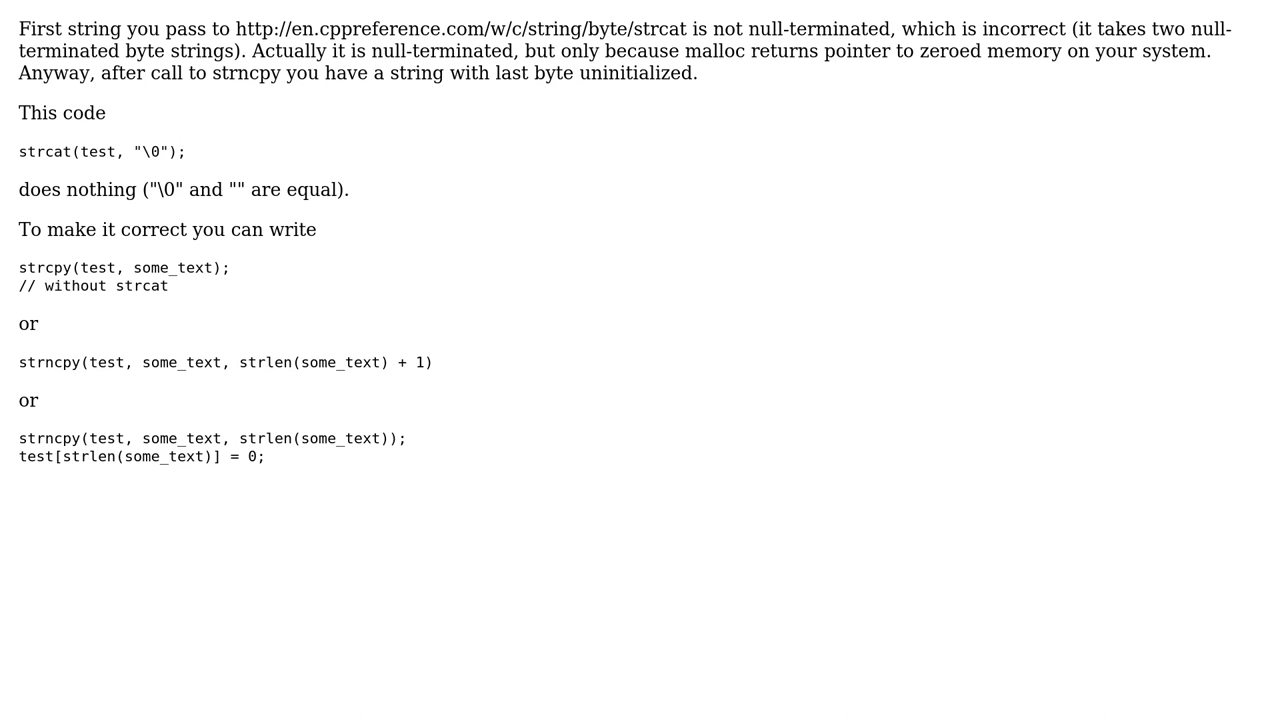 First string you pass to http://en.cppreference.com/w/c/string/byte/strcat is not null-terminated, which is incorrect (it takes two null-
terminated byte strings). Actually it is null-terminated, but only because malloc returns pointer to zeroed memory on your system.
Anyway, after call to strncpy you have a string with last byte uninitialized.
This code
strcat(test, "\0");
does nothing ("\0" and "" are equal).
To make it correct you can write
strcpy(test, some_text);
// without strcat
or
strncpy(test, some_text, strlen(some_text) + 1)
or
strncpy(test, some_text, strlen(some_text));
test[strlen(some_text)] = 0;